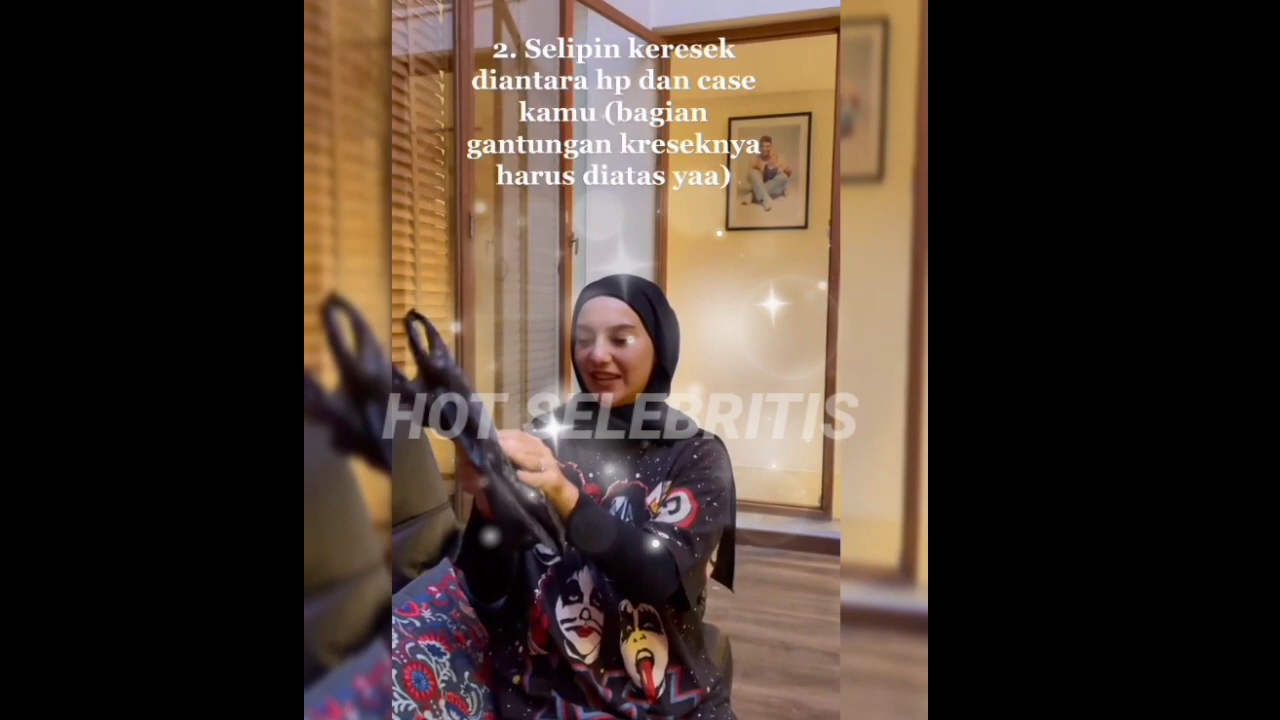 2. Selipin keresek
diantara hp dan case
kamu (bagian
gantungan kreseknya
harus diatas yaa)
HOT SELEBRITIS